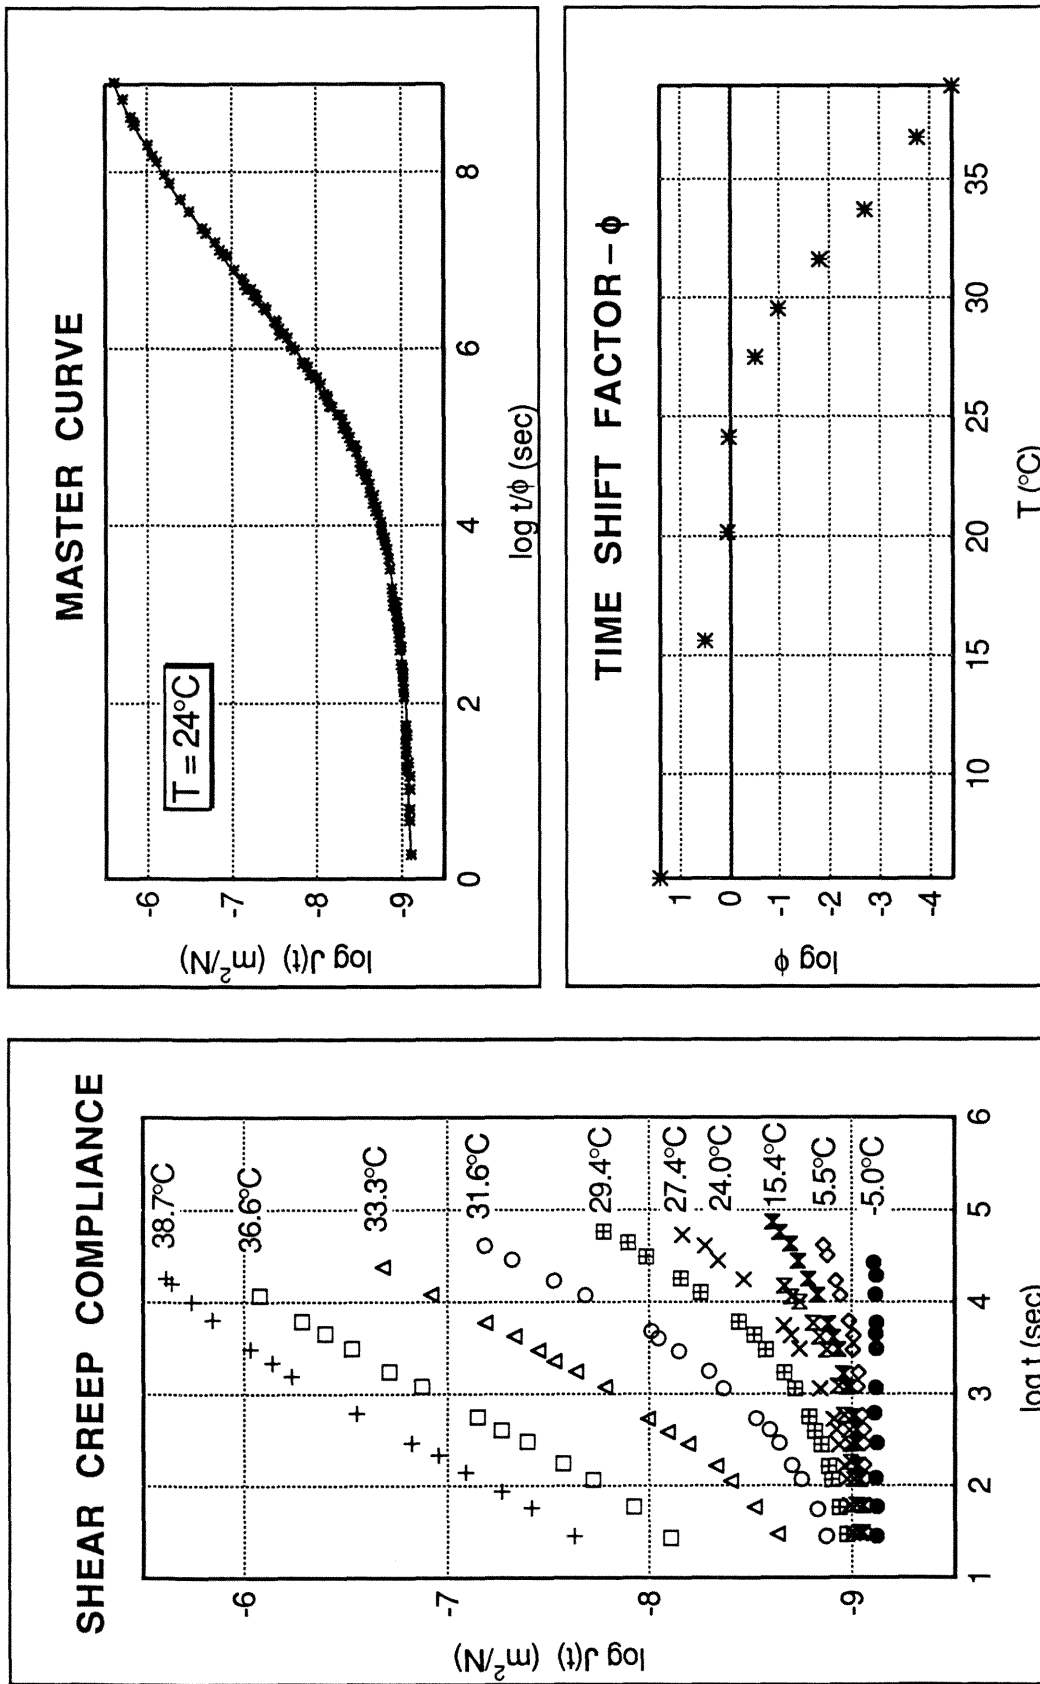 SHEAR CREEP COMPLIANCE
log J(t) (m²/N)
-6
-7
-8
-9
38.7°C
36.6°C
33.3°C
31.6°C
29.4°C
27.4°C
24.0°C
15.4°C
5.5°C
-5.0°C
1 2 3 4 5 6
log t (sec)
MASTER CURVE
T = 24°C
log J(t) (m²/N)
-6
-7
-8
-9
0 2 4 6 8
log t/ϕ (sec)
TIME SHIFT FACTOR-ϕ
log ϕ
1
0
-1
-2
-3
-4
10 15 20 25 30 35
T (°C)